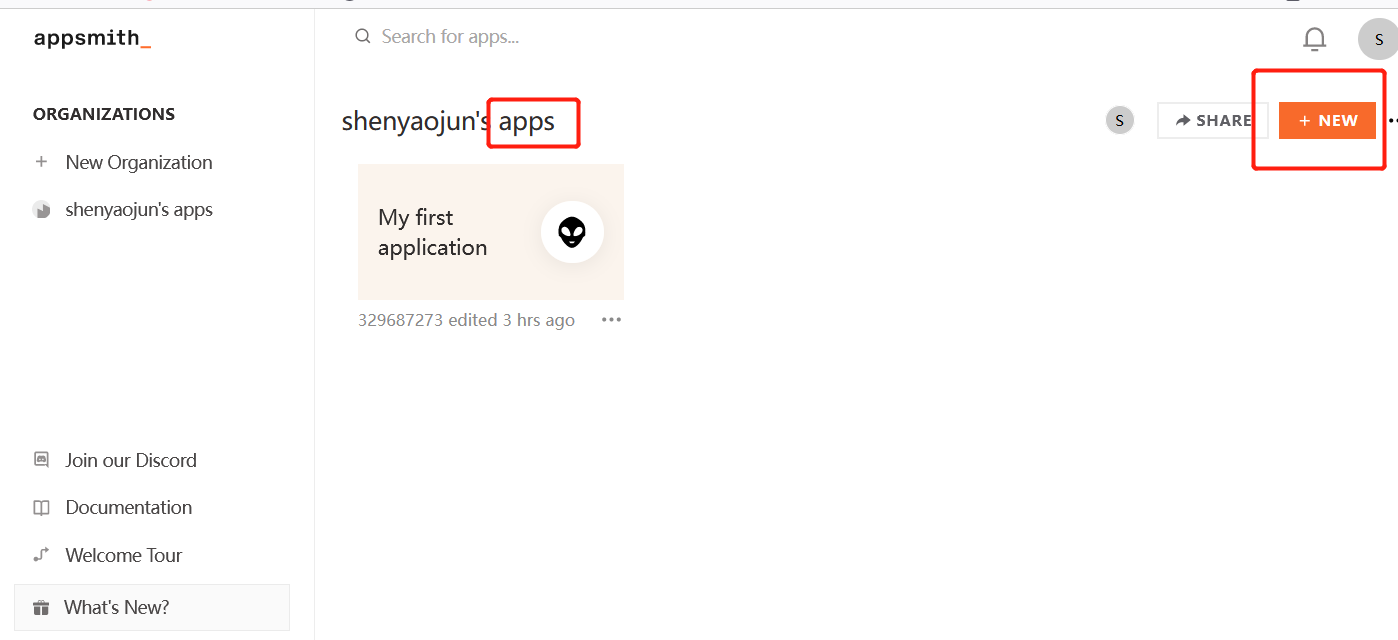 appsmith_
Search for apps...
S
ORGANIZATIONS
+ New Organization
shenyaojun's apps
shenyaojun's apps
S
SHARE
+ NEW
My first
application
329687273 edited 3 hrs ago
Join our Discord
Documentation
Welcome Tour
What's New?